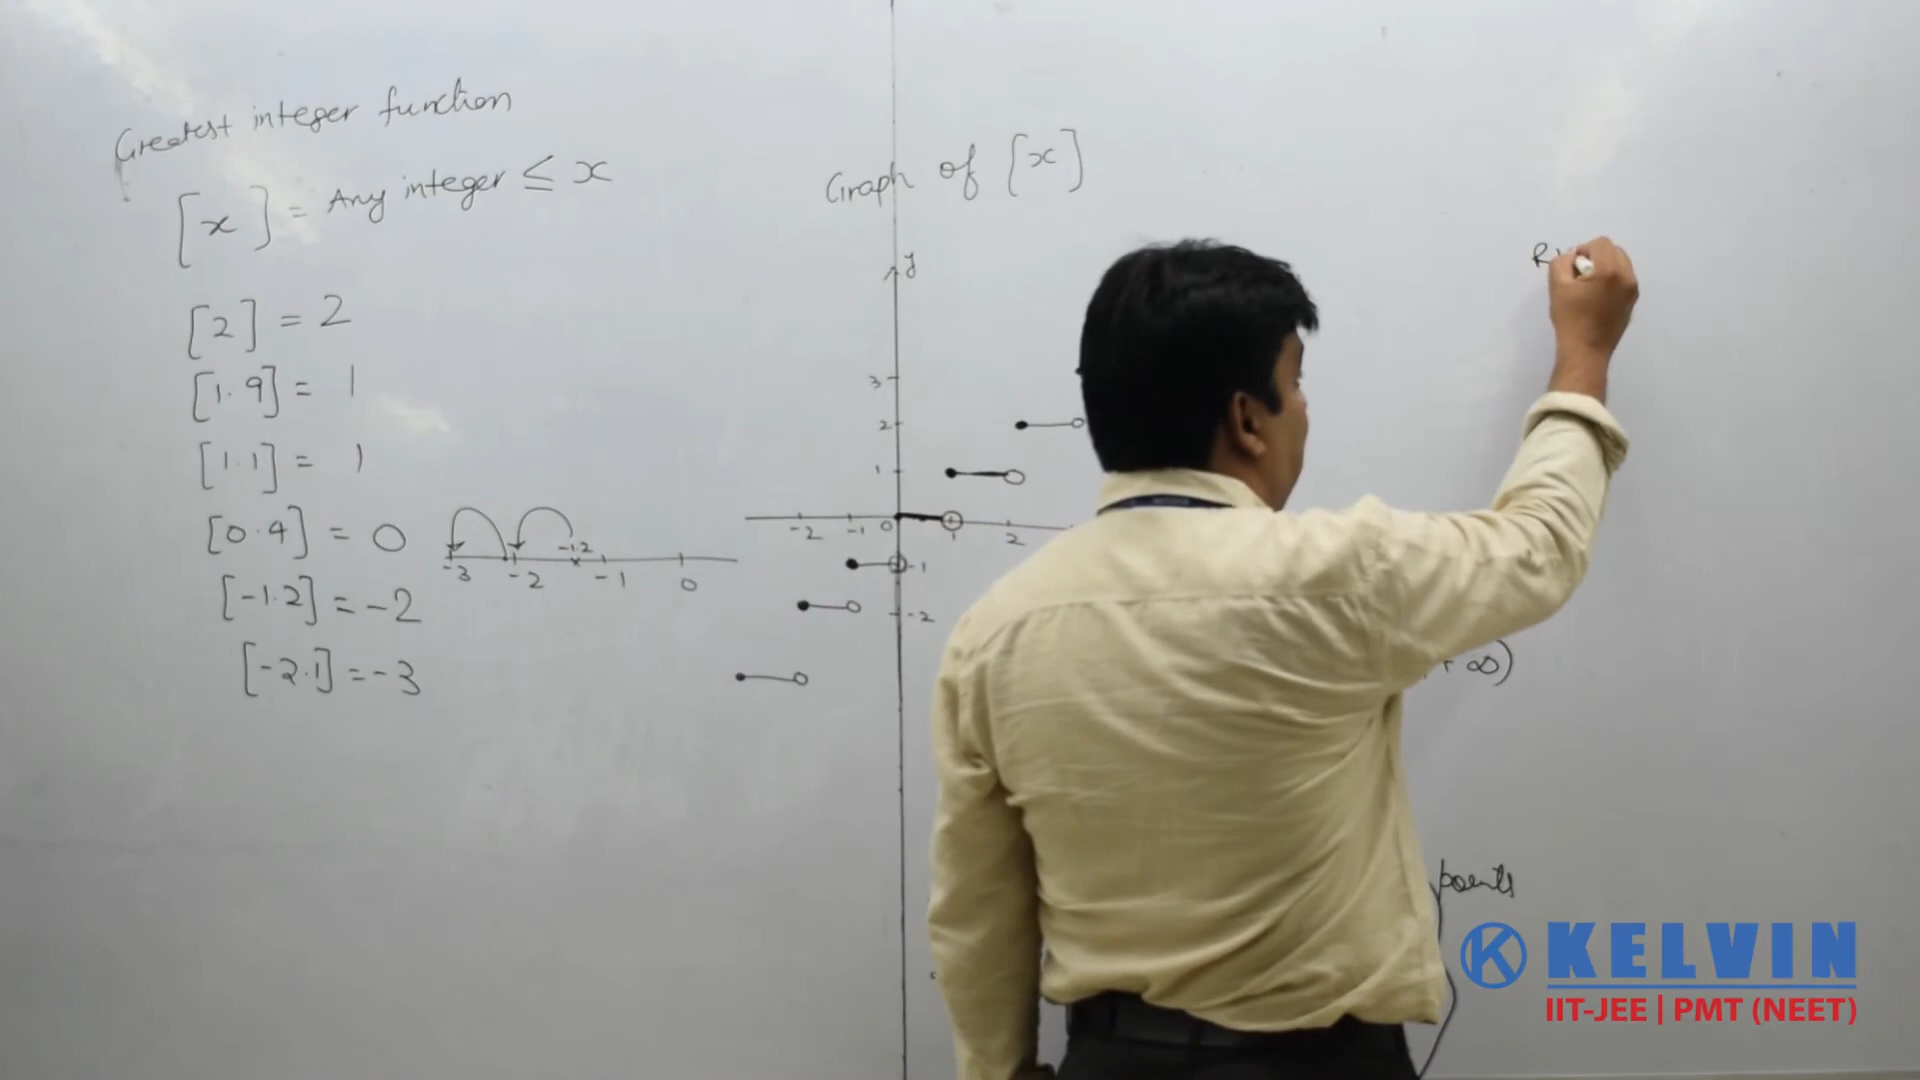 Greatest integer function
[x] = Any integer ≤ x
[2] = 2
[1.9] = 1
[1.1] = 1
[0.4] = 0
[-1.2] = -2
[-2.1] = -3
-1.2
-3 -2 -1 0
Graph of [x]
y
3
2
1
-2 -1 0 1 2
-1
-2
R
+ ∞)
points
KELVIN
IIT-JEE | PMT (NEET)